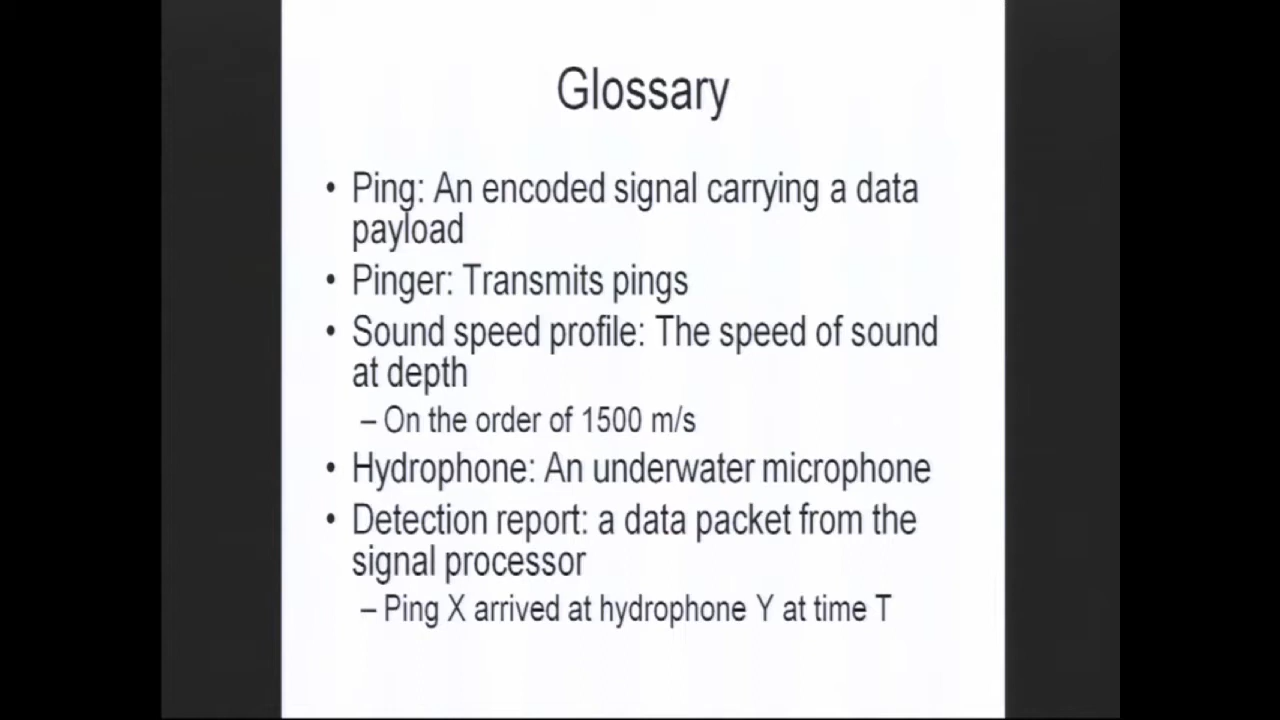 Glossary
• Ping: An encoded signal carrying a data
payload
• Pinger: Transmits pings
• Sound speed profile: The speed of sound
at depth
– On the order of 1500 m/s
• Hydrophone: An underwater microphone
• Detection report: a data packet from the
signal processor
– Ping X arrived at hydrophone Y at time T